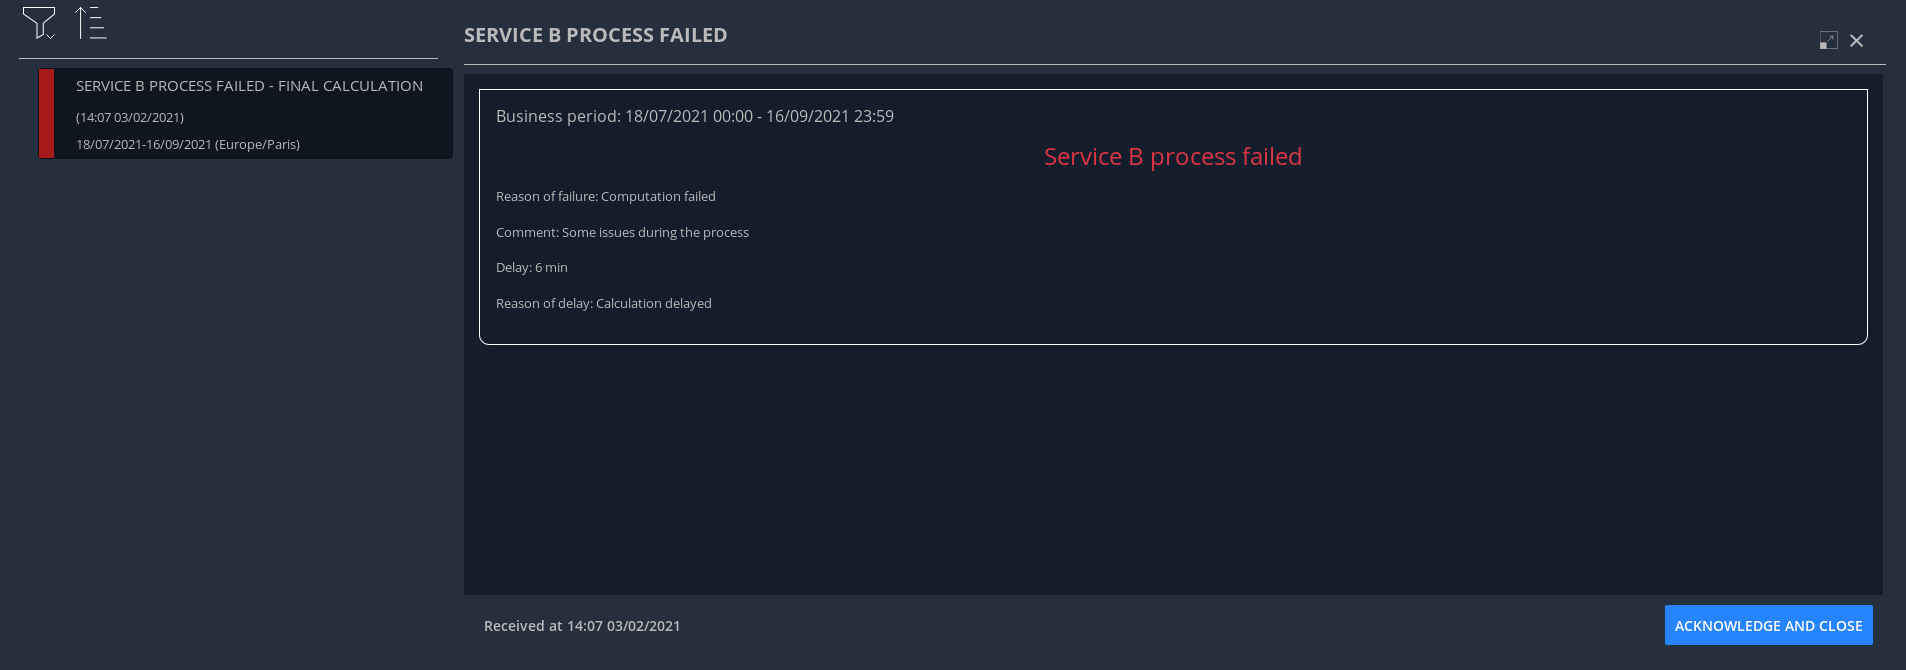 SERVICE B PROCESS FAILED - FINAL CALCULATION
(14:07 03/02/2021)
18/07/2021-16/09/2021 (Europe/Paris)
SERVICE B PROCESS FAILED
Business period: 18/07/2021 00:00 - 16/09/2021 23:59
Service B process failed
Reason of failure: Computation failed
Comment: Some issues during the process
Delay: 6 min
Reason of delay: Calculation delayed
Received at 14:07 03/02/2021
ACKNOWLEDGE AND CLOSE